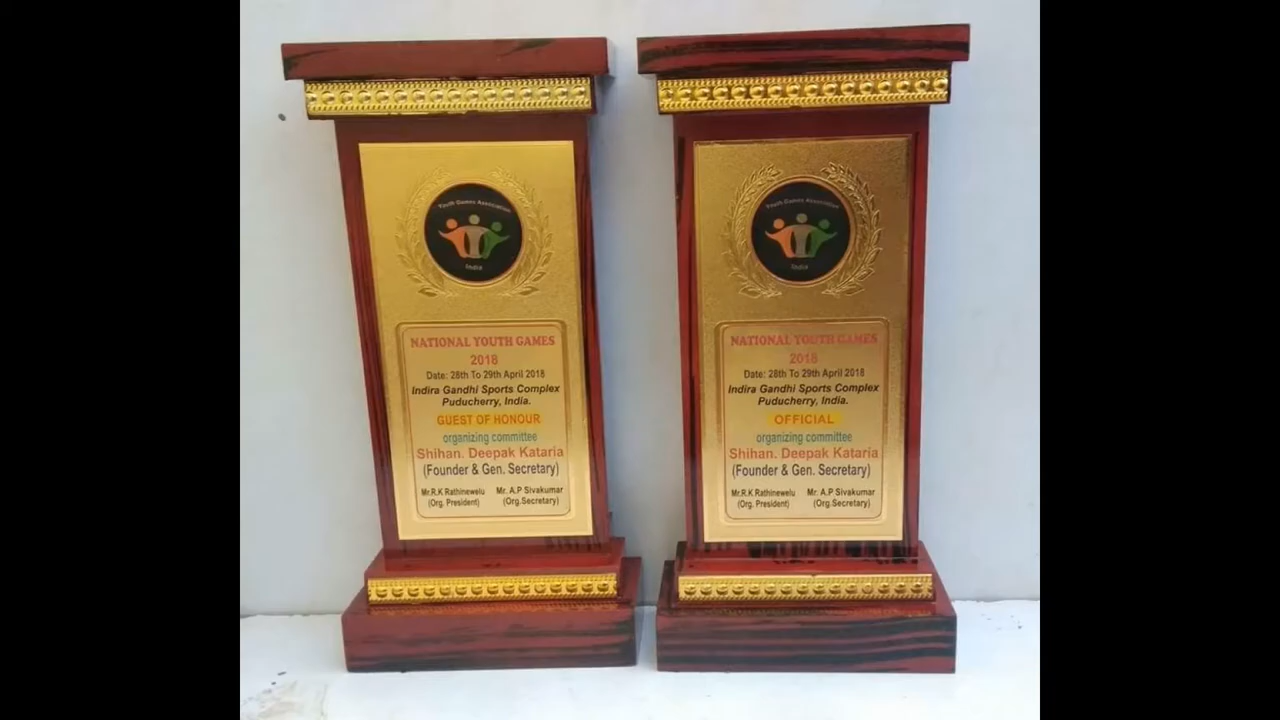 Youth Games Association
India
NATIONAL YOUTH GAMES
2018
Date: 28th To 29th April 2018
Indira Gandhi Sports Complex
Puducherry, India.
GUEST OF HONOUR
organizing committee
Shihan. Deepak Kataria
(Founder & Gen. Secretary)
Mr.R.K Rathinewelu Mr. A.P Sivakumar
(Org. President) (Org.Secretary)
Youth Games Association
India
NATIONAL YOUTH GAMES
2018
Date: 28th To 29th April 2018
Indira Gandhi Sports Complex
Puducherry, India.
OFFICIAL
organizing committee
Shihan. Deepak Kataria
(Founder & Gen. Secretary)
Mr.R.K Rathinewelu Mr. A.P Sivakumar
(Org. President) (Org.Secretary)